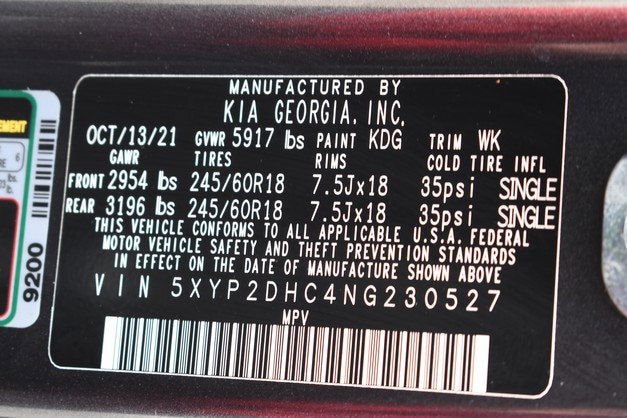 MANUFACTURED BY
KIA GEORGIA, INC.
OCT/13/21 GVWR 5917 lbs PAINT KDG TRIM WK
GAWR TIRES RIMS COLD TIRE INFL
FRONT 2954 lbs 245/60R18 7.5Jx18 35psi SINGLE
REAR 3196 lbs 245/60R18 7.5Jx18 35psi SINGLE
THIS VEHICLE CONFORMS TO ALL APPLICABLE U.S.A. FEDERAL
MOTOR VEHICLE SAFETY AND THEFT PREVENTION STANDARDS
IN EFFECT ON THE DATE OF MANUFACTURE SHOWN ABOVE
VIN 5XYP2DHC4NG230527
MPV
9200
6